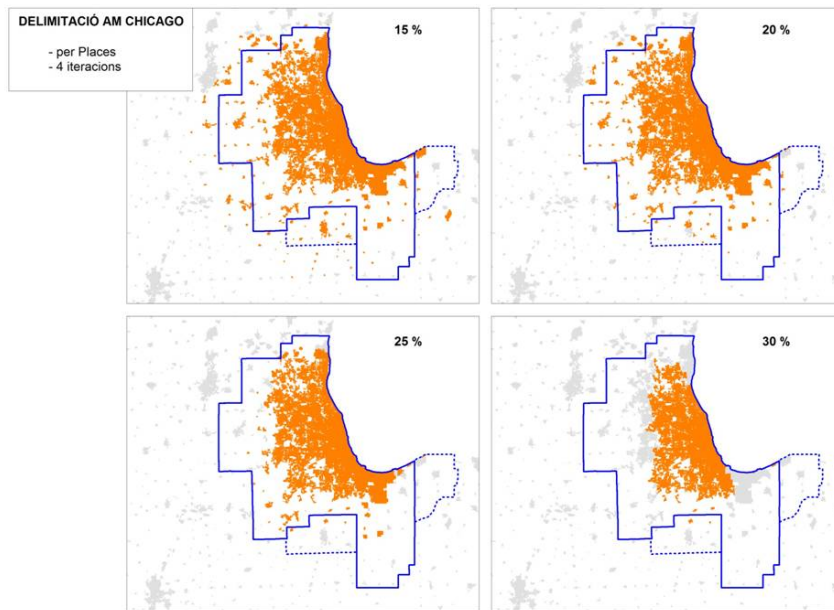 DELIMITACIÓ AM CHICAGO
- per Places
- 4 iteracions
15 %
20 %
25 %
30 %